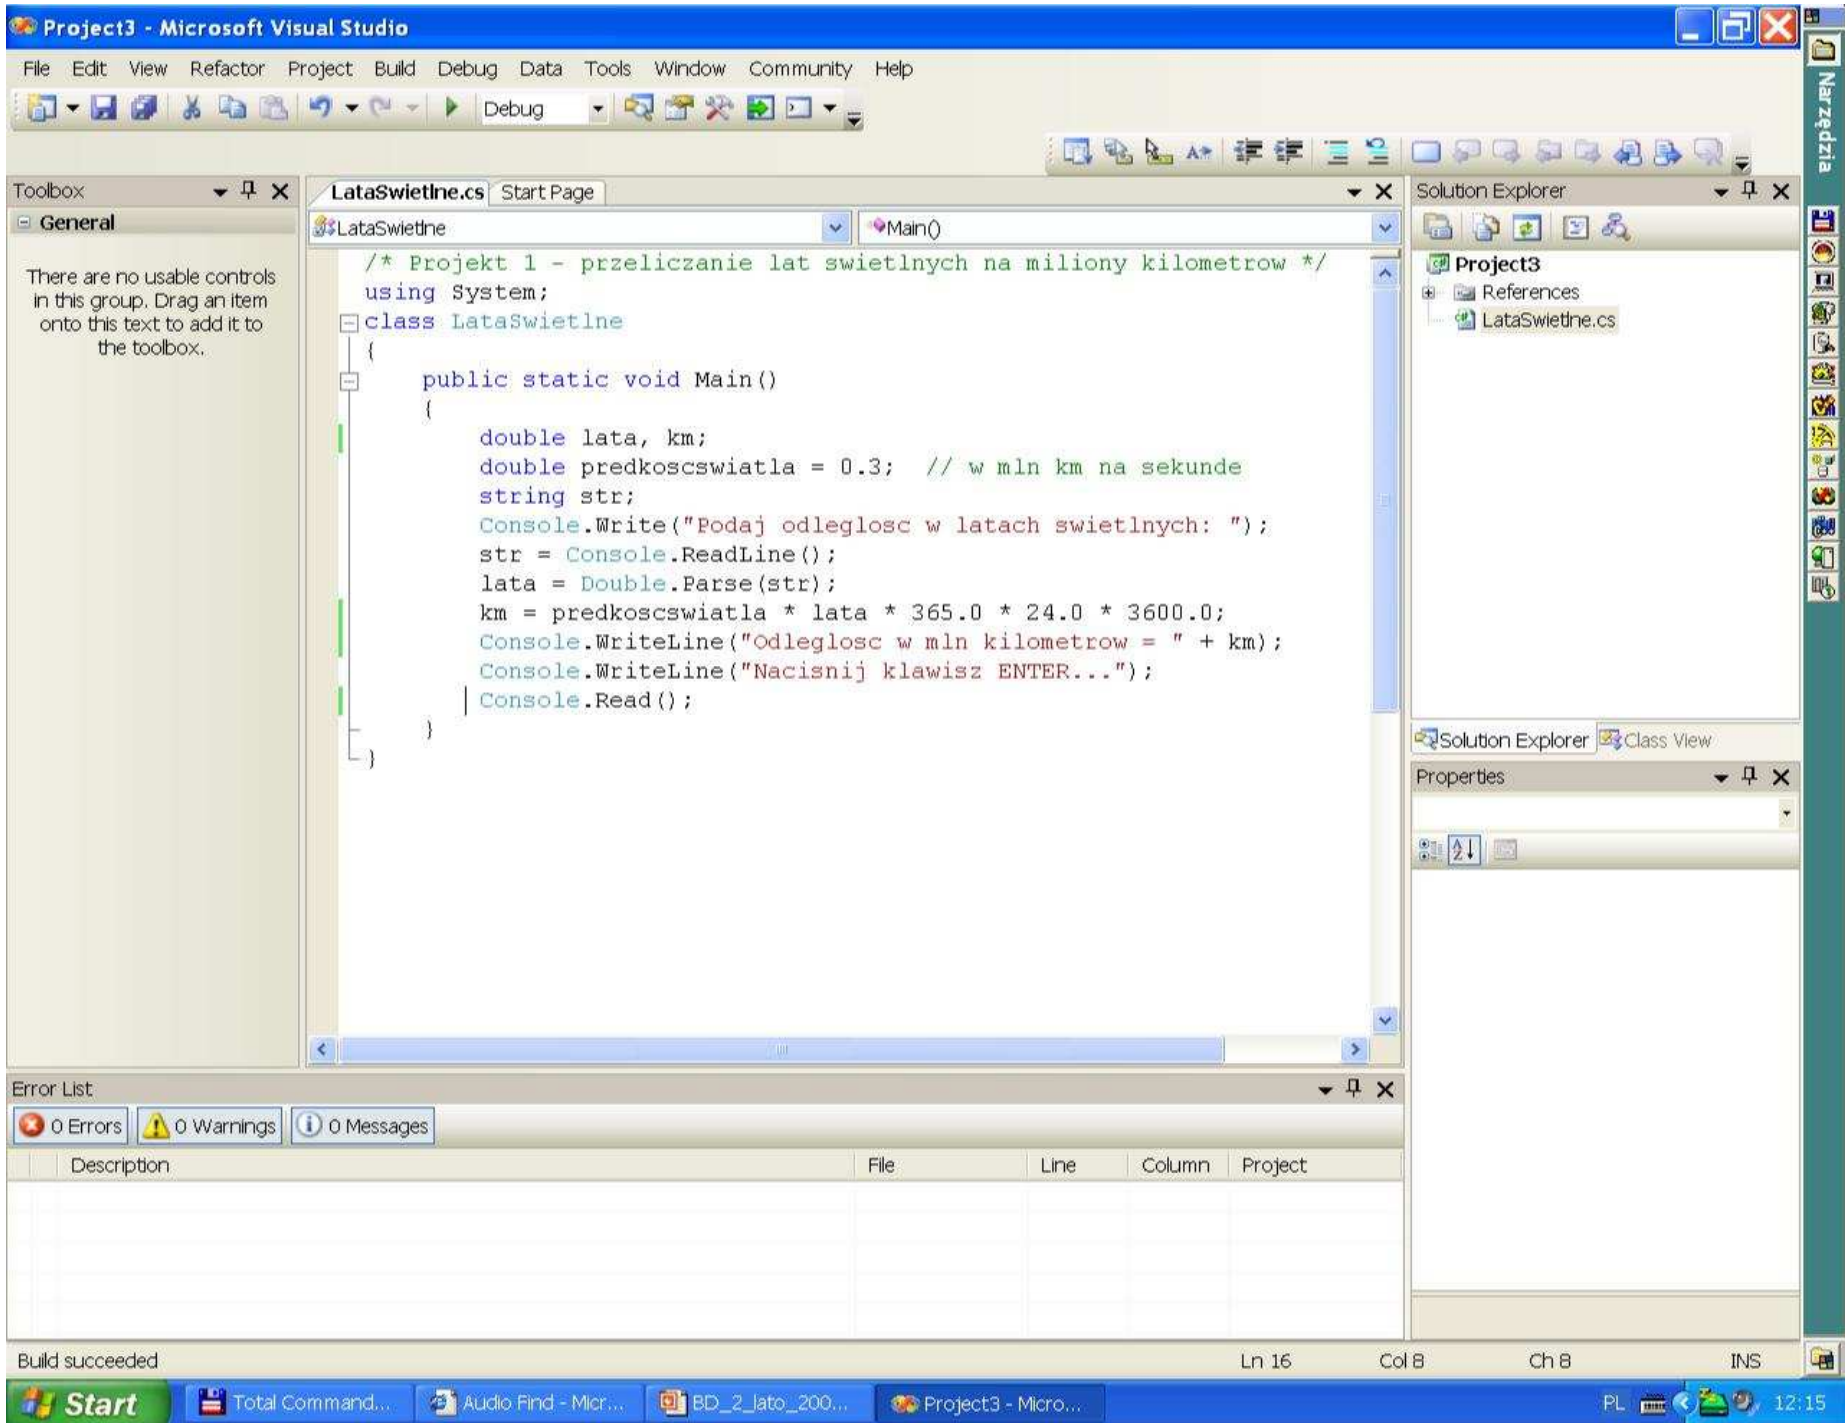 Project3 - Microsoft Visual Studio
File Edit View Refactor Project Build Debug Data Tools Window Community Help
Debug
Narzędzia
Toolbox
General
There are no usable controls
in this group. Drag an item
onto this text to add it to
the toolbox.
LataSwietlne.cs Start Page
LataSwietlne Main()
/* Projekt 1 - przeliczanie lat swietlnych na miliony kilometrow */
using System;
class LataSwietlne
{
public static void Main()
{
double lata, km;
double predkoscswiatla = 0.3; // w mln km na sekunde
string str;
Console.Write("Podaj odleglosc w latach swietlnych: ");
str = Console.ReadLine();
lata = Double.Parse(str);
km = predkoscswiatla * lata * 365.0 * 24.0 * 3600.0;
Console.WriteLine("Odleglosc w mln kilometrow = " + km);
Console.WriteLine("Nacisnij klawisz ENTER...");
Console.Read();
}
}
Solution Explorer
Project3
References
LataSwietlne.cs
Solution Explorer Class View
Properties
Error List
0 Errors 0 Warnings 0 Messages
Description File Line Column Project
Build succeeded Ln 16 Col 8 Ch 8 INS
Start Total Command... Audio Find - Micr... BD_2_lato_200... Project3 - Micro... PL 12:15